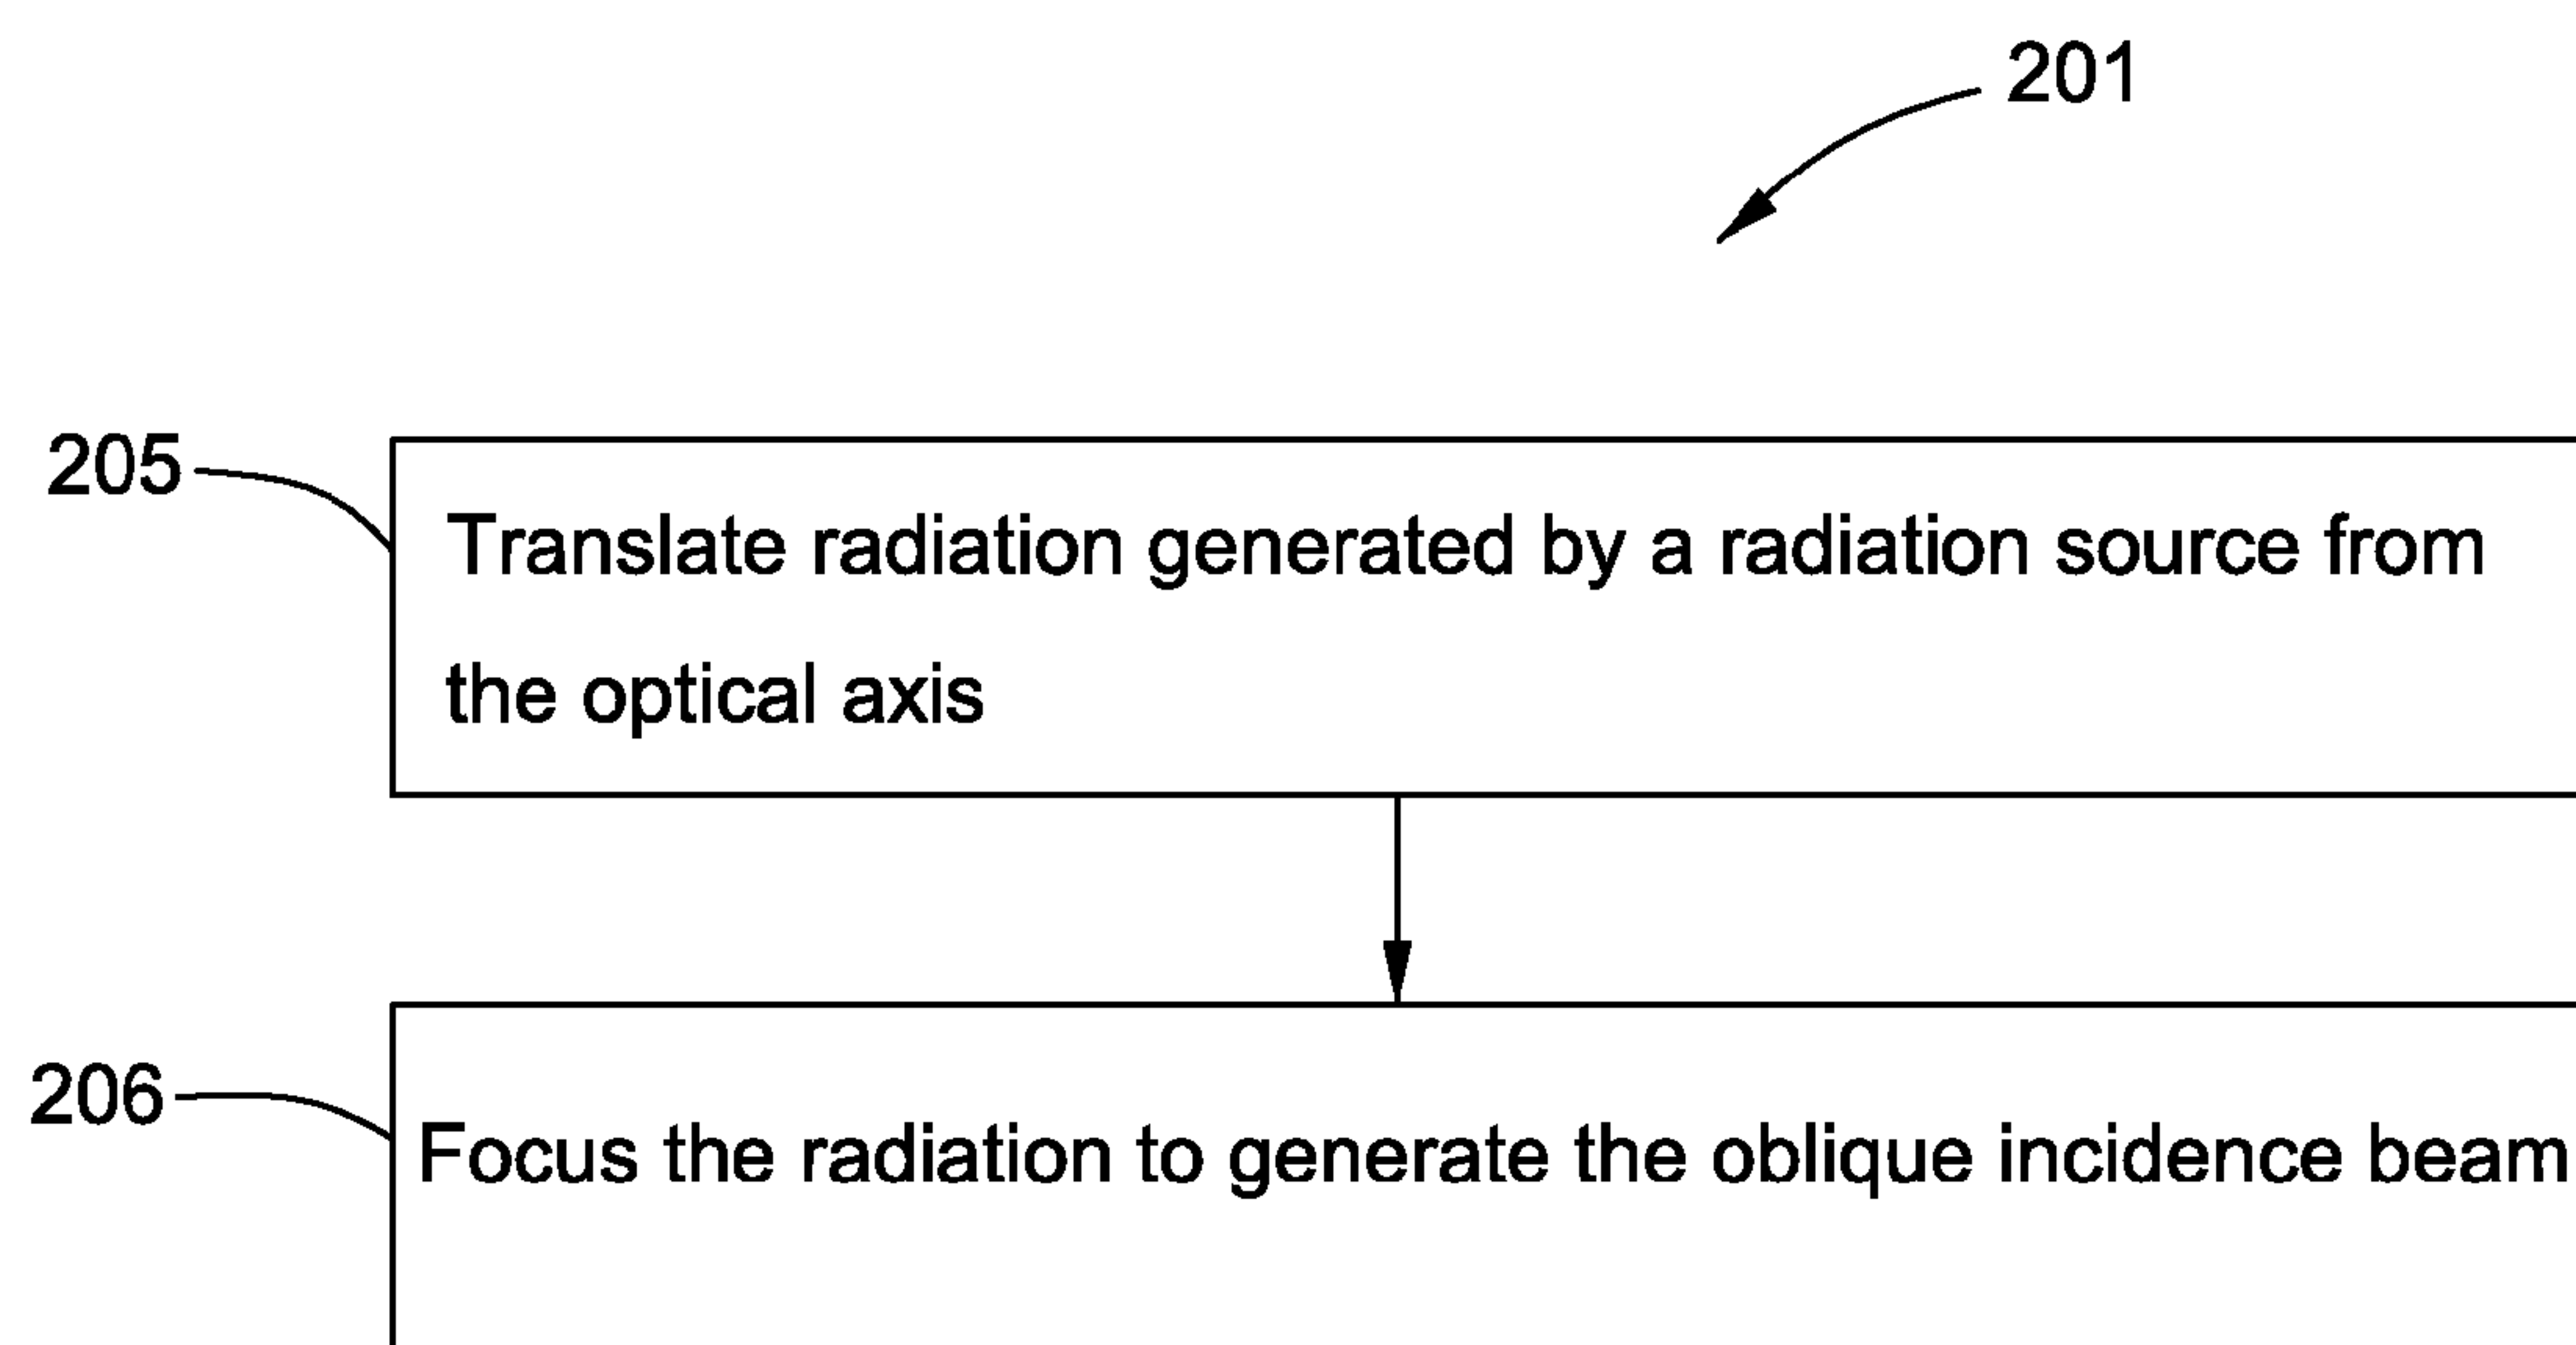 201
205
Translate radiation generated by a radiation source from
the optical axis
206
Focus the radiation to generate the oblique incidence beam